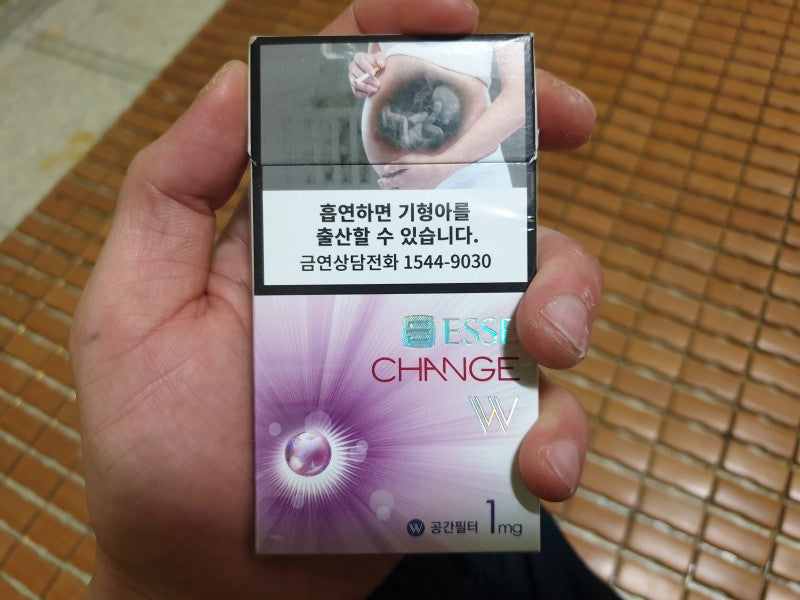 흡연하면 기형아를
출산할 수 있습니다.
금연상담전화 1544-9030
ESSE
CHANGE
W
W 공간필터 1mg